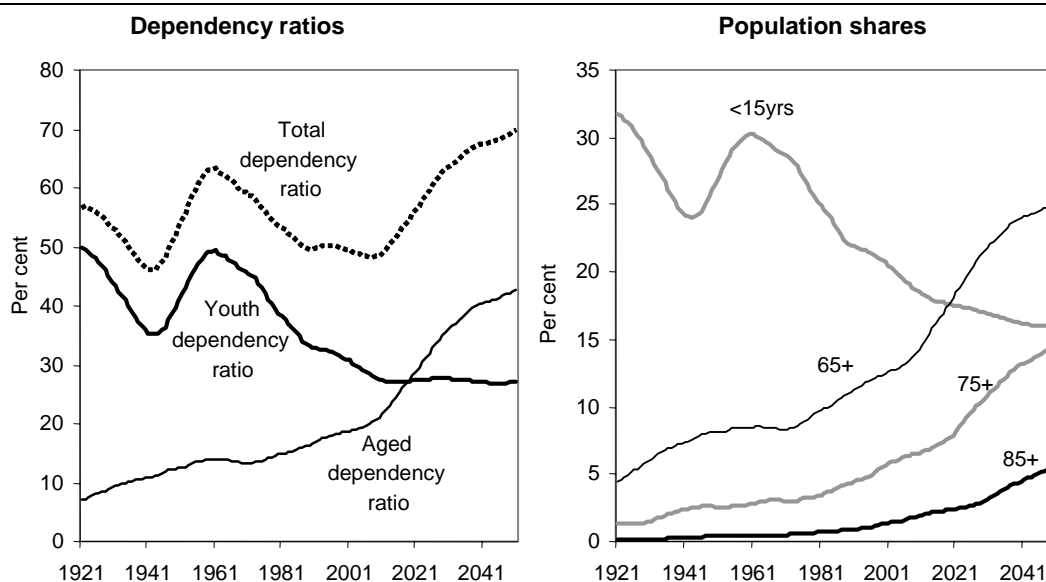 Dependency ratios
80
70
60
50
40
30
20
10
0
Per cent
Total
dependency
ratio
Youth
dependency
ratio
Aged
dependency
ratio
1921 1941 1961 1981 2001 2021 2041
Population shares
35
30
25
20
15
10
5
0
Per cent
<15yrs
65+
75+
85+
1921 1941 1961 1981 2001 2021 2041